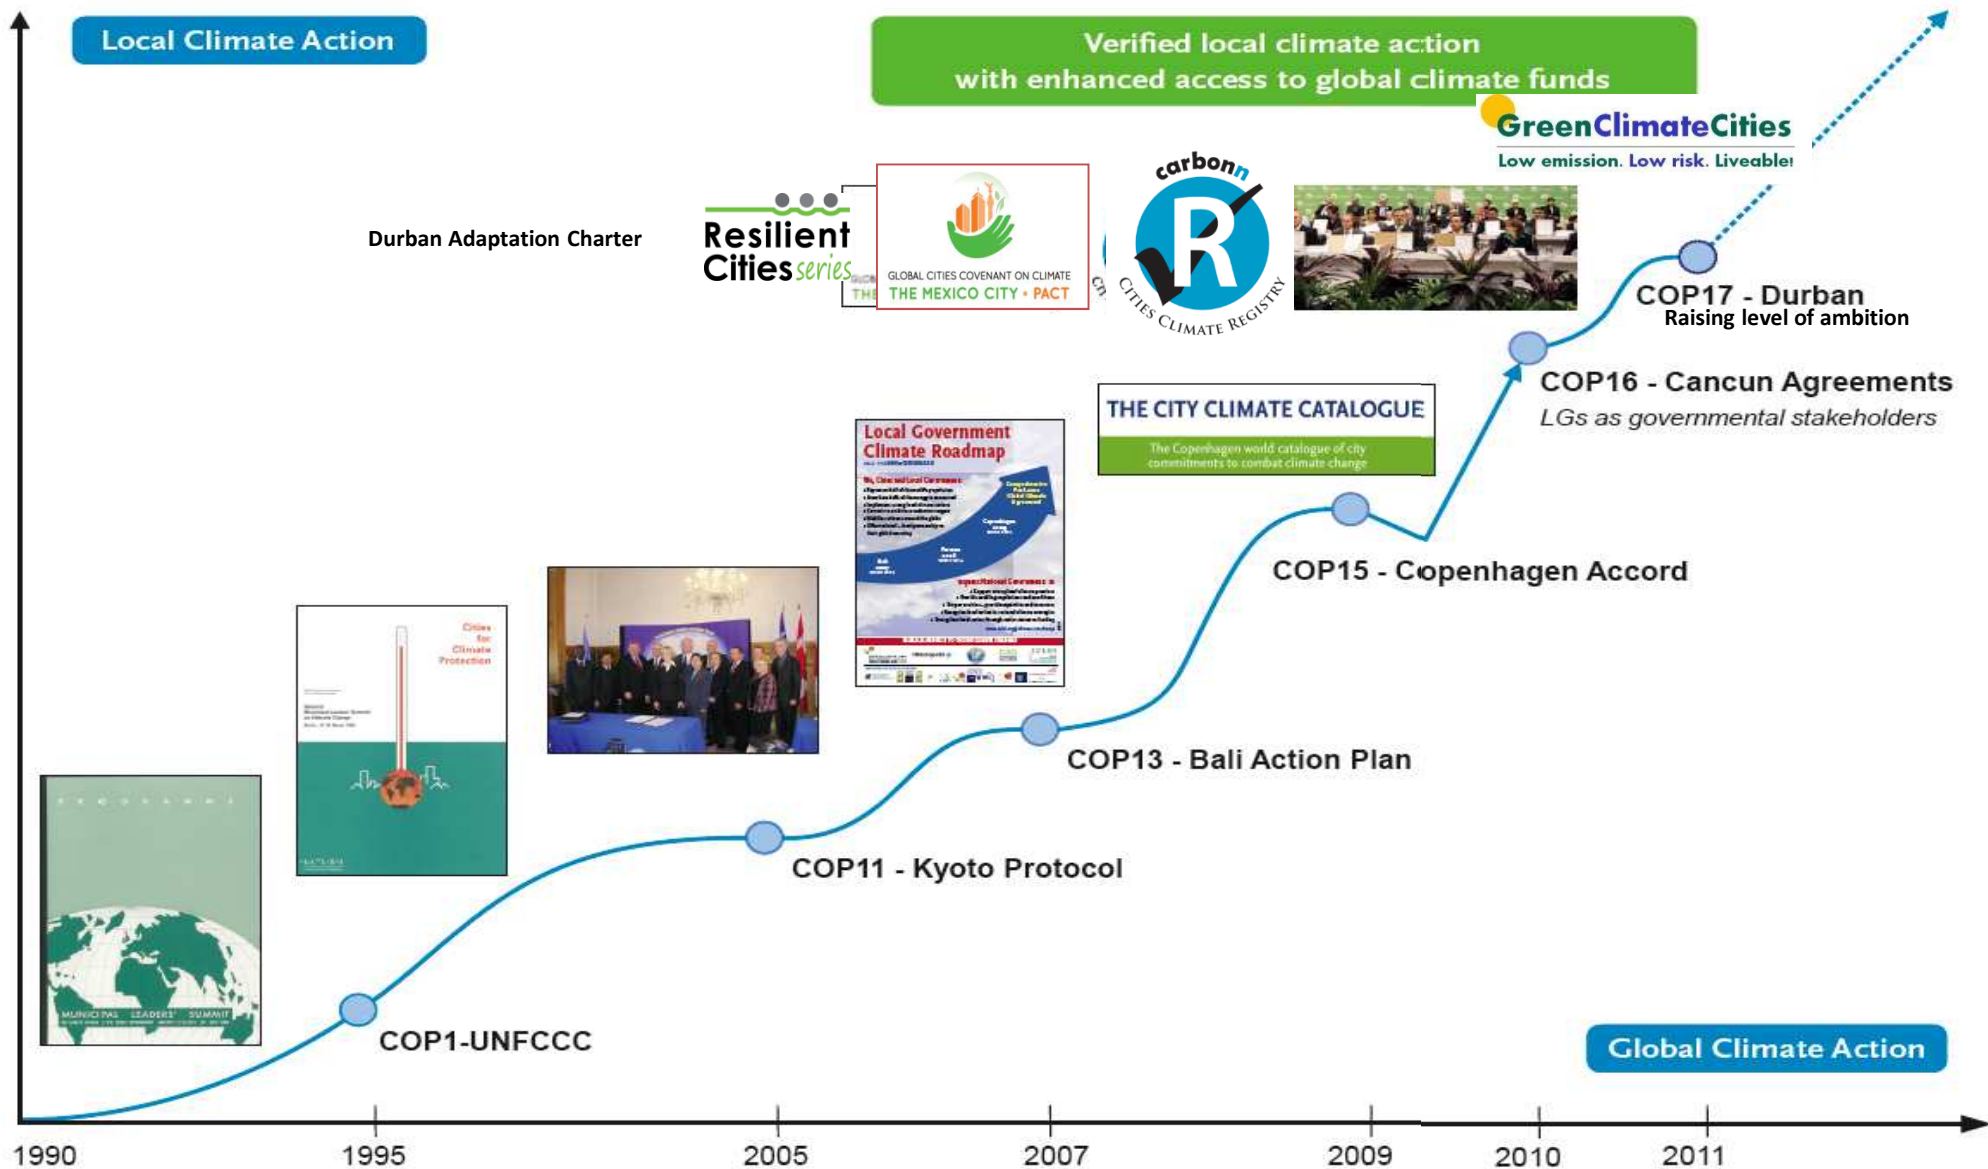 Local Climate Action
Verified local climate action
with enhanced access to global climate funds
GreenClimateCities
Low emission. Low risk. Liveable!
Durban Adaptation Charter
Resilient
Cities series
GLOBAL CITIES COVENANT ON CLIMATE
THE MEXICO CITY • PACT
THE
carbonn
R
CITIES CLIMATE REGISTRY
COP17 - Durban
Raising level of ambition
COP16 - Cancun Agreements
LGs as governmental stakeholders
THE CITY CLIMATE CATALOGUE
The Copenhagen world catalogue of city
commitments to combat climate change
Local Government
Climate Roadmap
COP15 - Copenhagen Accord
Cities
for
Climate
Protection
COP13 - Bali Action Plan
COP11 - Kyoto Protocol
MUNICIPAL LEADERS' SUMMIT
COP1-UNFCCC
Global Climate Action
1990
1995
2005
2007
2009
2010
2011